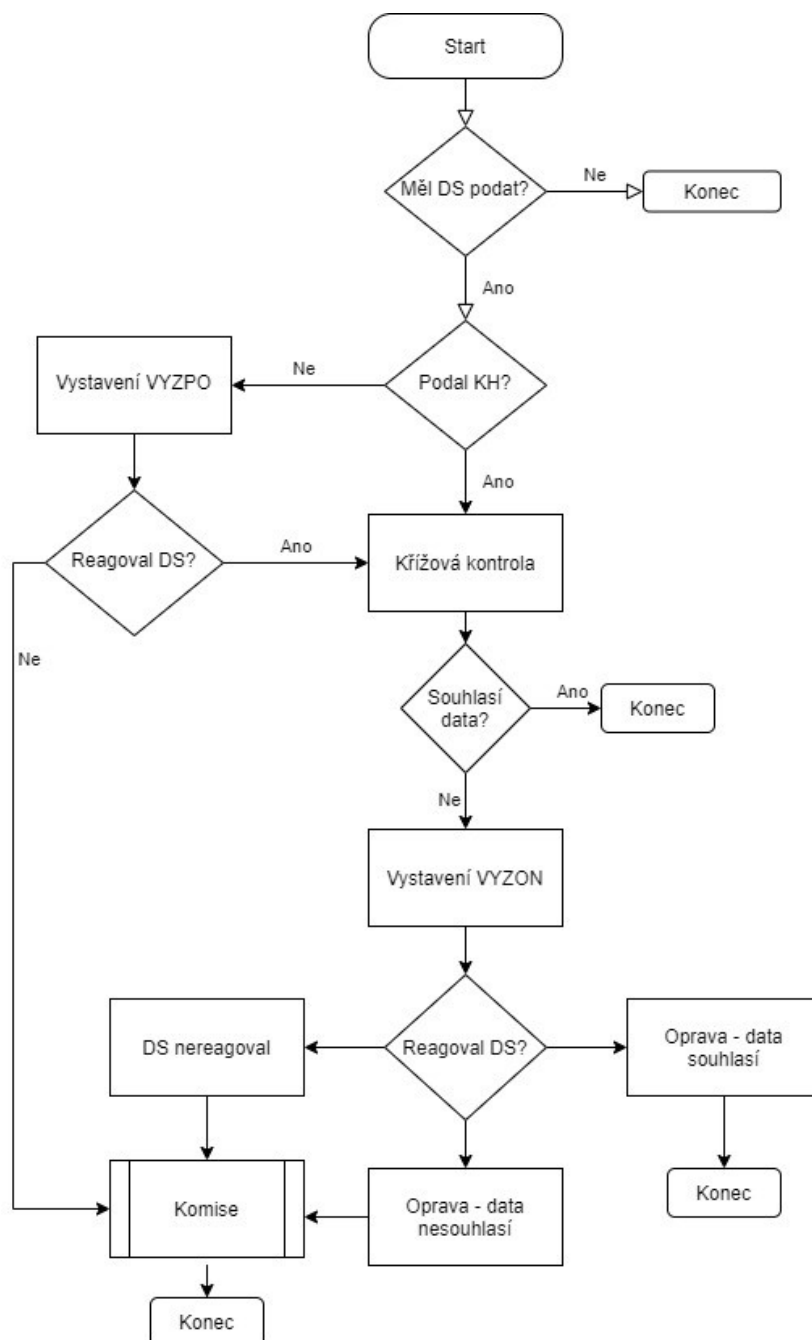 Start
Měl DS podat?
Ne
Konec
Ano
Vystavení VYZPO
Ne
Podal KH?
Ano
Reagoval DS?
Ano
Křížová kontrola
Ne
Souhlasí
data?
Ano
Konec
Ne
Vystavení VYZON
DS nereagoval
Reagoval DS?
Oprava - data
souhlasí
Komise
Oprava - data
nesouhlasí
Konec
Konec